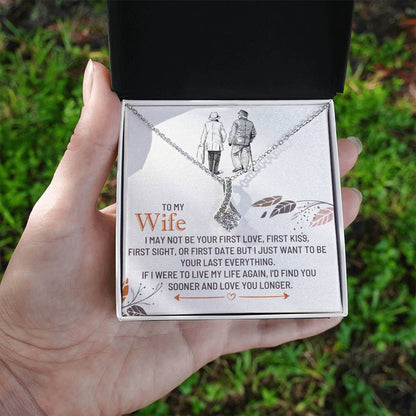 TO MY
Wife
I MAY NOT BE YOUR FIRST LOVE, FIRST KISS,
FIRST SIGHT, OR FIRST DATE BUT I JUST WANT TO BE
YOUR LAST EVERYTHING.
IF I WERE TO LIVE MY LIFE AGAIN, I'D FIND YOU
SOONER AND LOVE YOU LONGER.